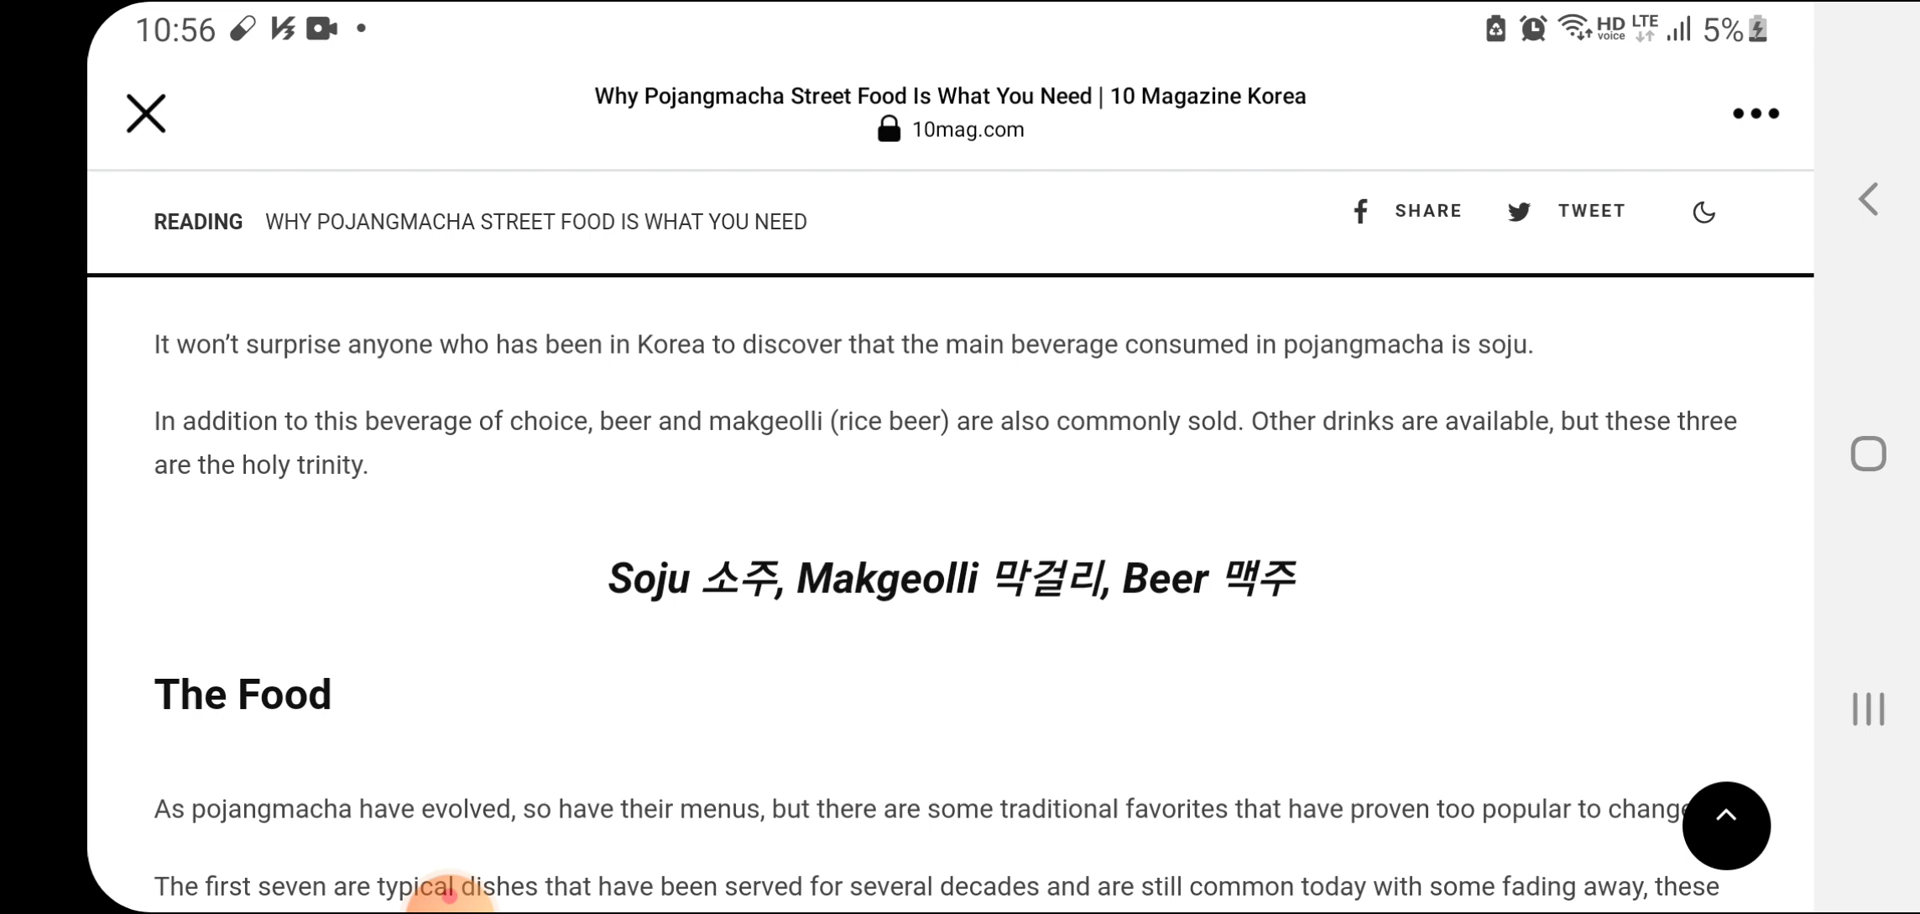 10:56
HD voice LTE 5%
Why Pojangmacha Street Food Is What You Need | 10 Magazine Korea
10mag.com
READING WHY POJANGMACHA STREET FOOD IS WHAT YOU NEED SHARE TWEET
It won’t surprise anyone who has been in Korea to discover that the main beverage consumed in pojangmacha is soju.
In addition to this beverage of choice, beer and makgeolli (rice beer) are also commonly sold. Other drinks are available, but these three
are the holy trinity.
Soju 소주, Makgeolli 막걸리, Beer 맥주
The Food
As pojangmacha have evolved, so have their menus, but there are some traditional favorites that have proven too popular to change
The first seven are typical dishes that have been served for several decades and are still common today with some fading away, these